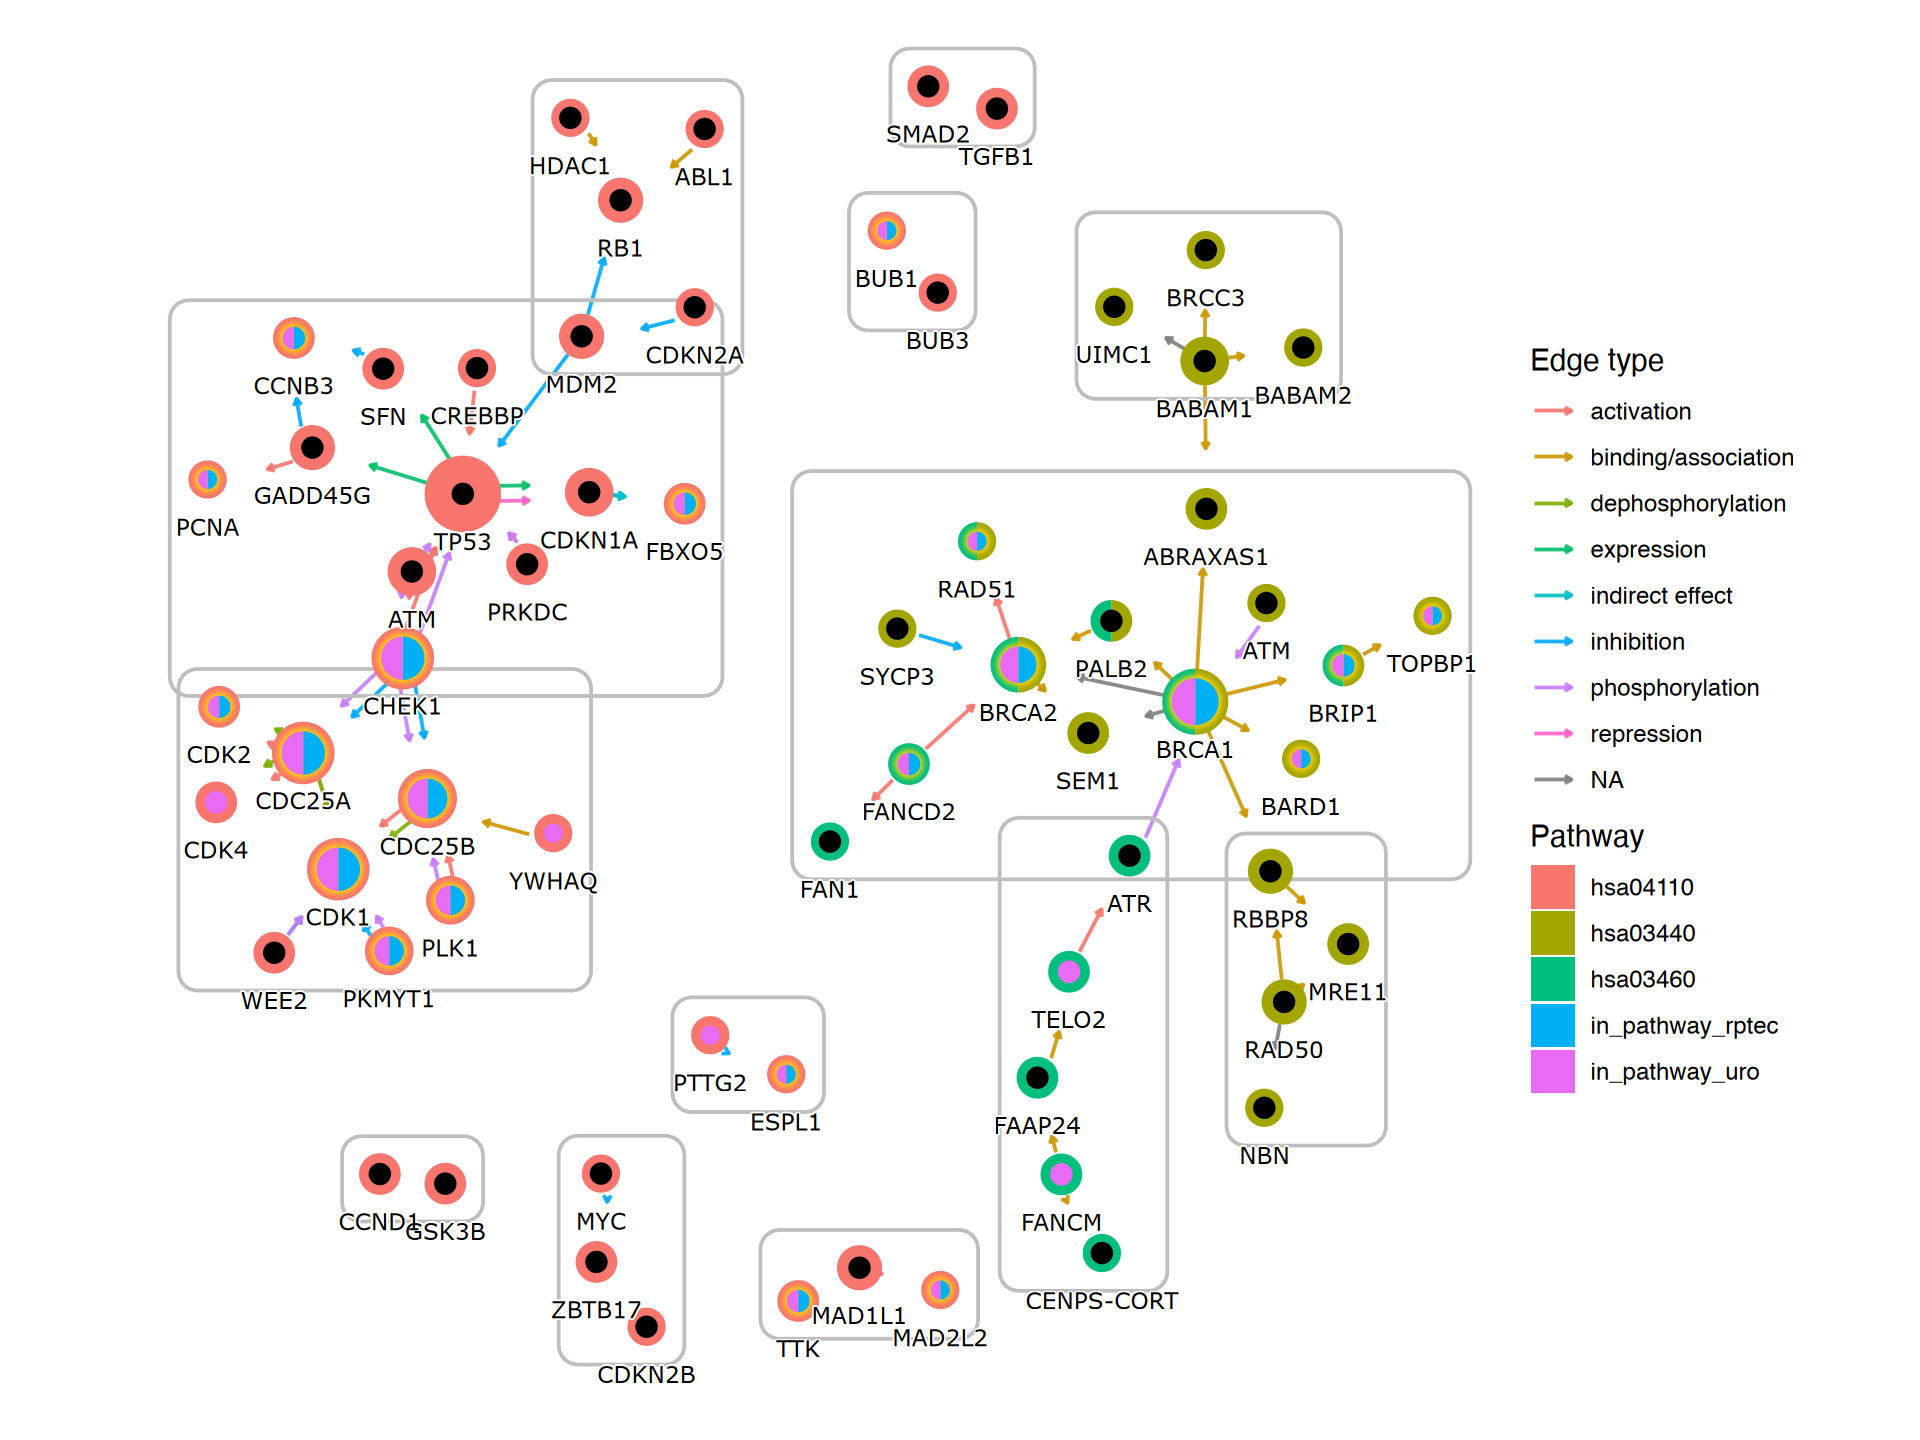 SMAD2
TGFB1
HDAC1
ABL1
RB1
BUB1
BUB3
BRCC3
UIMC1
BABAM2
BABAM1
CDKN2A
MDM2
CCNB3
SFN
CREBBP
GADD45G
PCNA
TP53
CDKN1A
FBXO5
PRKDC
ATM
CHEK1
CDK2
CDC25A
CDK4
CDC25B
YWHAQ
CDK1
PLK1
WEE2
PKMYT1
ABRAXAS1
RAD51
SYCP3
PALB2
ATM
TOPBP1
BRCA2
BRIP1
BRCA1
SEM1
BARD1
FANCD2
FAN1
ATR
RBBP8
MRE11
TELO2
RAD50
FAAP24
NBN
FANCM
CENPS-CORT
PTTG2
ESPL1
CCND1
GSK3B
MYC
ZBTB17
CDKN2B
MAD1L1
MAD2L2
TTK
Edge type
activation
binding/association
dephosphorylation
expression
indirect effect
inhibition
phosphorylation
repression
NA
Pathway
hsa04110
hsa03440
hsa03460
in_pathway_rptec
in_pathway_uro